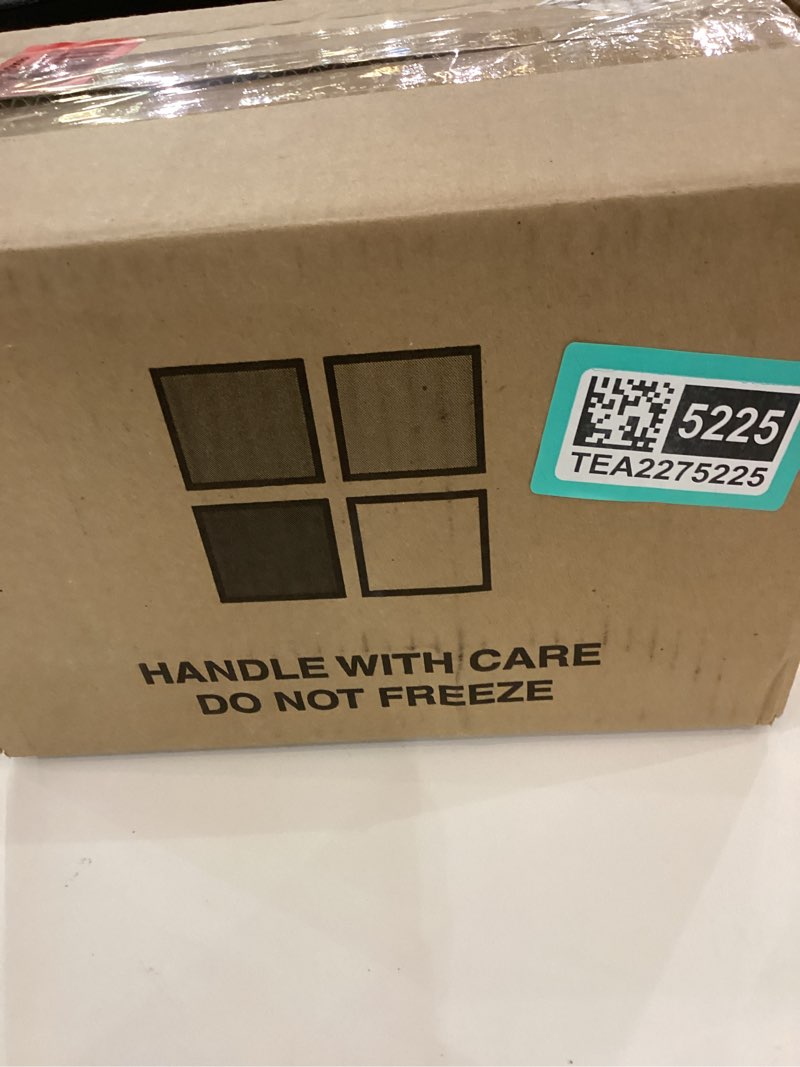 5225
TEA2275225
HANDLE WITH CARE
DO NOT FREEZE